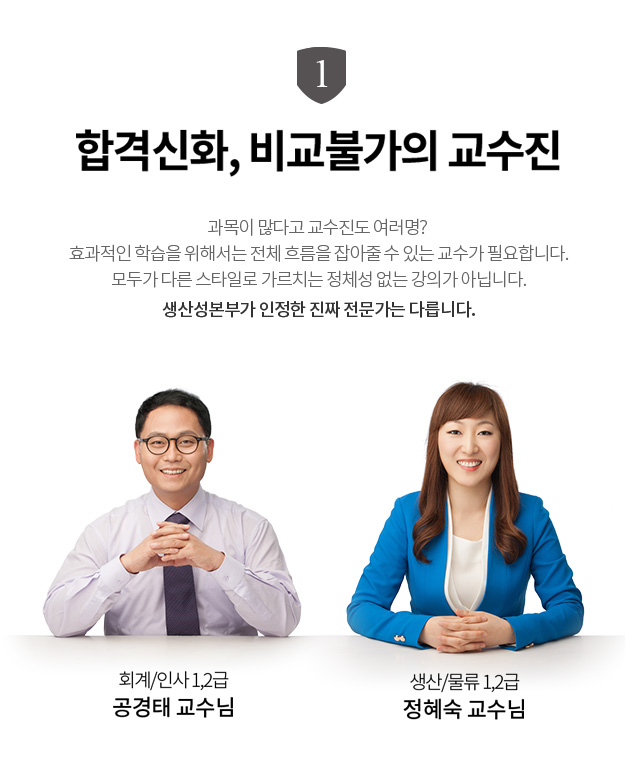 1
합격신화, 비교불가의 교수진
과목이 많다고 교수진도 여러명?
효과적인 학습을 위해서는 전체 흐름을 잡아줄 수 있는 교수가 필요합니다.
모두가 다른 스타일로 가르치는 정체성 없는 강의가 아닙니다.
생산성본부가 인정한 진짜 전문가는 다릅니다.
회계/인사 1,2급
공경태 교수님
생산/물류 1,2급
정혜숙 교수님